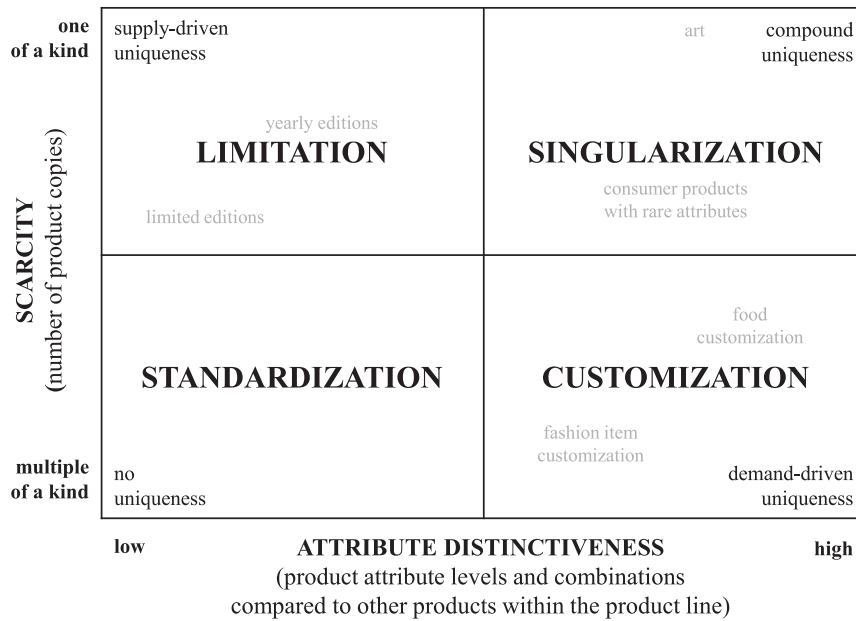 one
of a kind
supply-driven
uniqueness
art
compound
uniqueness
yearly editions
LIMITATION
limited editions
SINGULARIZATION
consumer products
with rare attributes
SCARCITY
(number of product copies)
STANDARDIZATION
food
customization
CUSTOMIZATION
fashion item
customization
multiple
of a kind
no
uniqueness
demand-driven
uniqueness
low
ATTRIBUTE DISTINCTIVENESS
high
(product attribute levels and combinations
compared to other products within the product line)